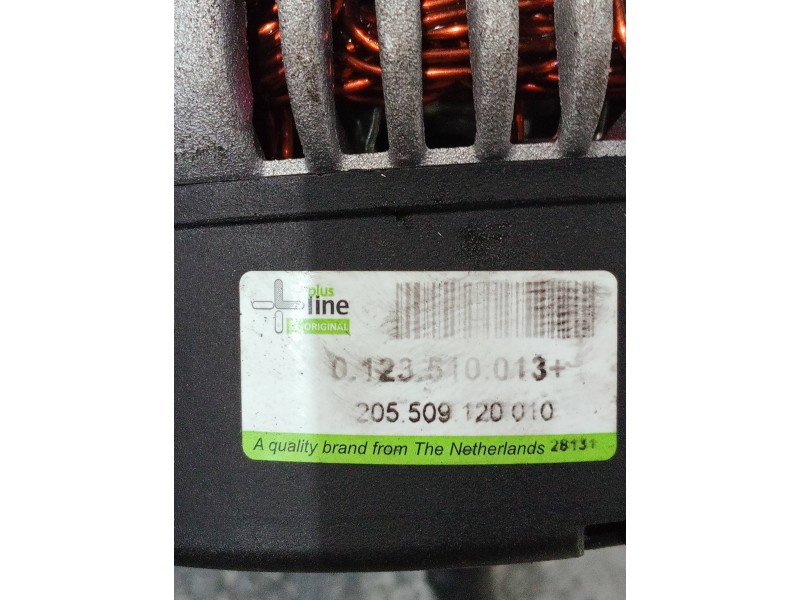 plus
line
ORIGINAL
0.123.510.013+
205.509.120.010
A quality brand from The Netherlands 28131